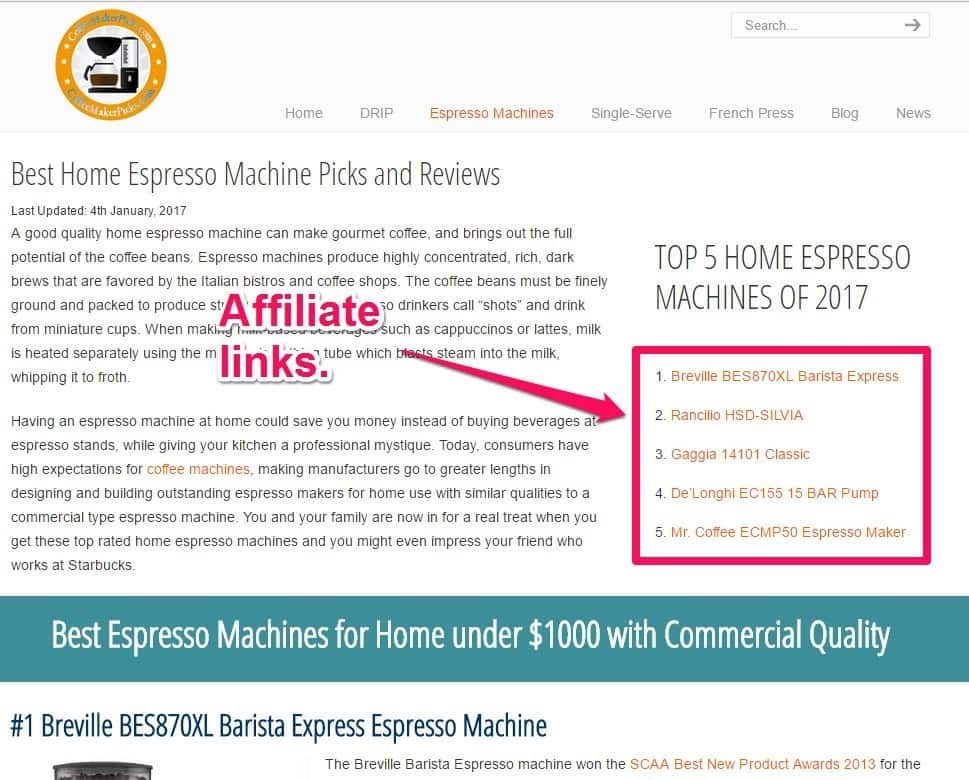 CoffeeMakerPicks.com
CoffeeMakerPicks.com
Search...
Home DRIP Espresso Machines Single-Serve French Press Blog News
Best Home Espresso Machine Picks and Reviews
Last Updated: 4th January, 2017
A good quality home espresso machine can make gourmet coffee, and brings out the full
potential of the coffee beans. Espresso machines produce highly concentrated, rich, dark
brews that are favored by the Italian bistros and coffee shops. The coffee beans must be finely
ground and packed to produce so drinkers call “shots” and drink
from miniature cups. When making milk-based beverages such as cappuccinos or lattes, milk
is heated separately using the tube which blasts steam into the milk,
whipping it to froth.
Affiliate
links.
Having an espresso machine at home could save you money instead of buying beverages at
espresso stands, while giving your kitchen a professional mystique. Today, consumers have
high expectations for coffee machines, making manufacturers go to greater lengths in
designing and building outstanding espresso makers for home use with similar qualities to a
commercial type espresso machine. You and your family are now in for a real treat when you
get these top rated home espresso machines and you might even impress your friend who
works at Starbucks.
TOP 5 HOME ESPRESSO
MACHINES OF 2017
1. Breville BES870XL Barista Express
2. Rancilio HSD-SILVIA
3. Gaggia 14101 Classic
4. De’Longhi EC155 15 BAR Pump
5. Mr. Coffee ECMP50 Espresso Maker
Best Espresso Machines for Home under $1000 with Commercial Quality
#1 Breville BES870XL Barista Express Espresso Machine
The Breville Barista Espresso machine won the SCAA Best New Product Awards 2013 for the